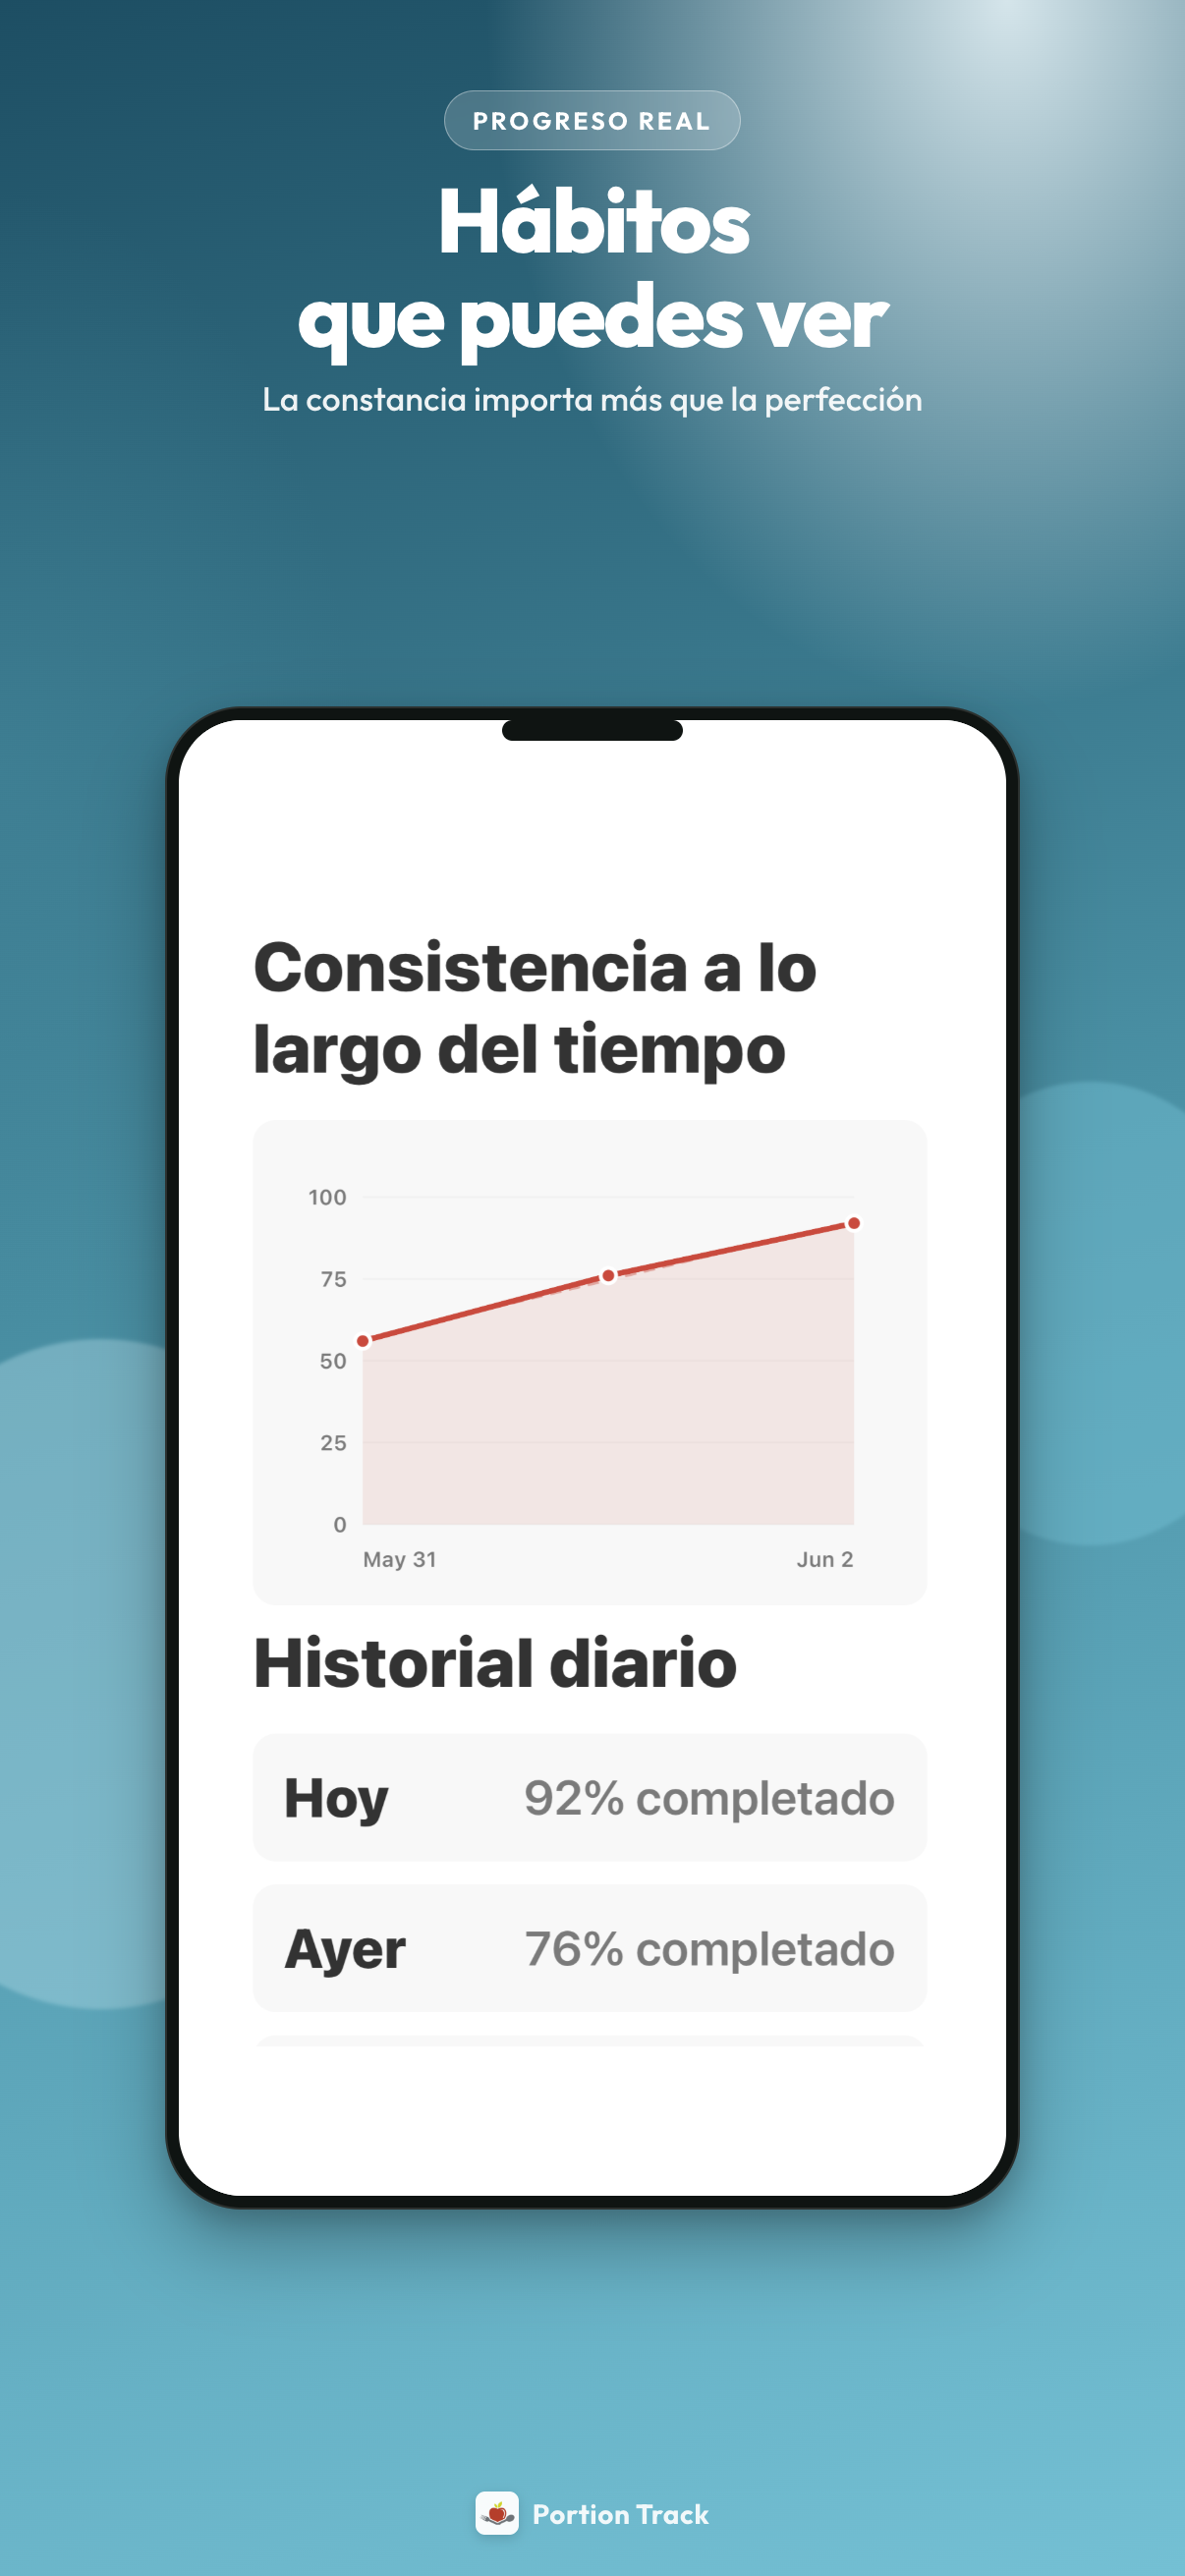 PROGRESO REAL
Hábitos
que puedes ver
La constancia importa más que la perfección
Consistencia a lo
largo del tiempo
100
75
50
25
0
May 31
Jun 2
Historial diario
Hoy 92% completado
Ayer 76% completado
Portion Track